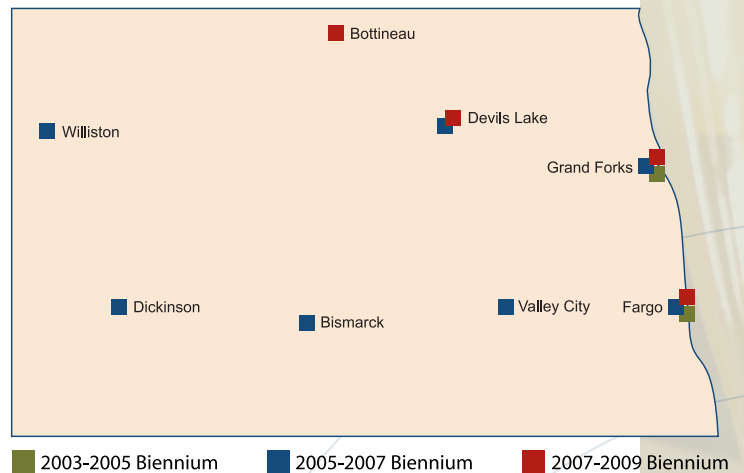 Bottineau
Devils Lake
Williston
Grand Forks
Dickinson
Valley City
Fargo
Bismarck
2003-2005 Biennium
2005-2007 Biennium
2007-2009 Biennium